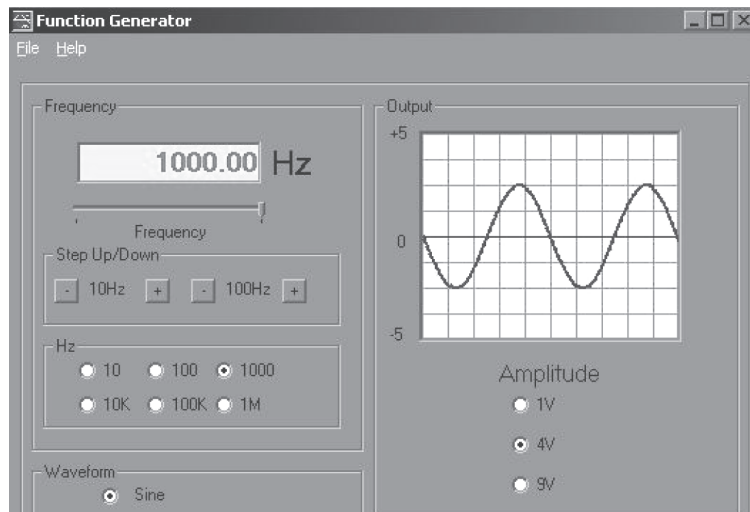 Function Generator
File Help
Frequency
1000.00 Hz
Frequency
Step Up/Down
- 10Hz + - 100Hz +
Hz
10 100 1000
10K 100K 1M
Waveform
Sine
Output
+5
0
-5
Amplitude
1V
4V
9V